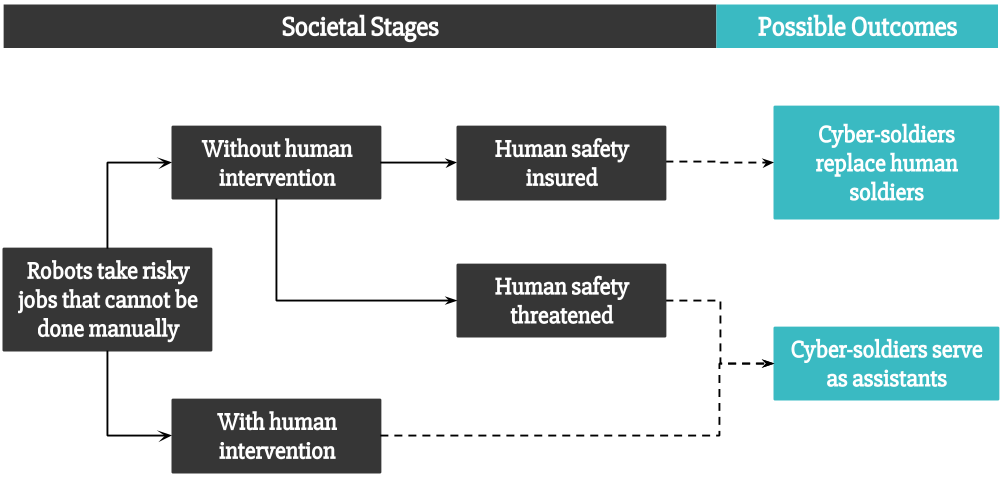 Societal Stages
Possible Outcomes
Without human
intervention
Human safety
insured
Cyber-soldiers
replace human
soldiers
Robots take risky
jobs that cannot be
done manually
Human safety
threatened
Cyber-soldiers serve
as assistants
With human
intervention